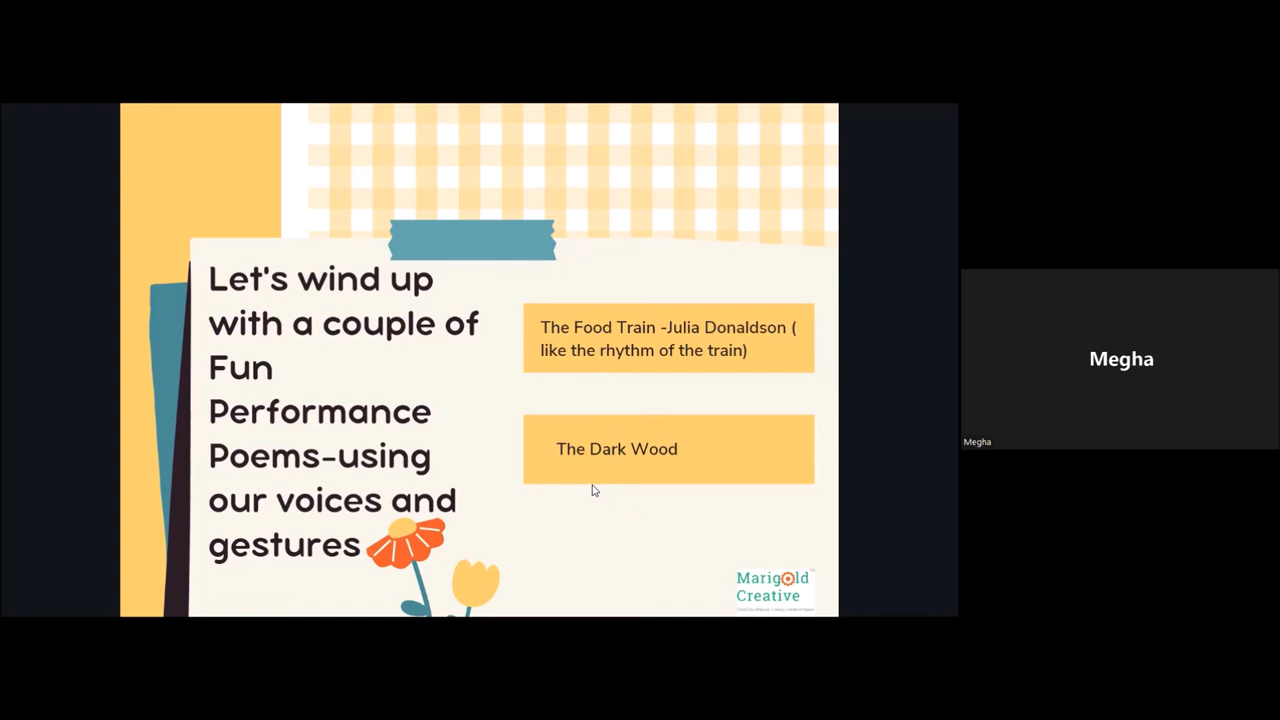 Let's wind up
with a couple of
Fun
Performance
Poems-using
our voices and
gestures
The Food Train -Julia Donaldson (
like the rhythm of the train)
The Dark Wood
Marigold
Creative
Megha
Megha